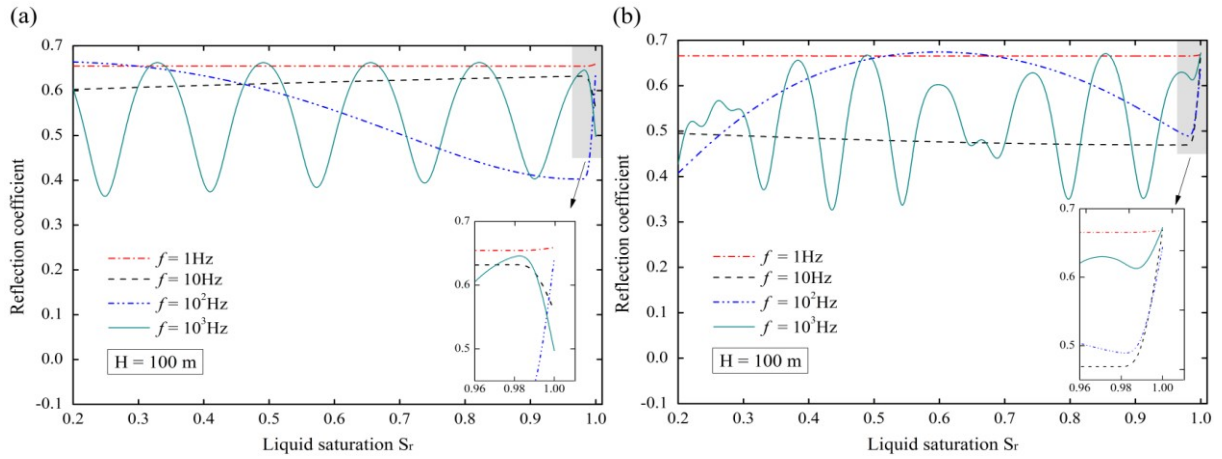 (a)
0.7
0.6
0.5
0.4
0.3
0.2
0.1
0.0
-0.1
Reflection coefficient
f = 1Hz
f = 10Hz
f = 10²Hz
f = 10³Hz
H = 100 m
0.7
0.6
0.5
0.96 0.98 1.00
0.2 0.3 0.4 0.5 0.6 0.7 0.8 0.9 1.0
Liquid saturation Sr
(b)
0.7
0.6
0.5
0.4
0.3
0.2
0.1
0.0
-0.1
Reflection coefficient
f = 1Hz
f = 10Hz
f = 10²Hz
f = 10³Hz
H = 100 m
0.7
0.6
0.5
0.96 0.98 1.00
0.2 0.3 0.4 0.5 0.6 0.7 0.8 0.9 1.0
Liquid saturation Sr